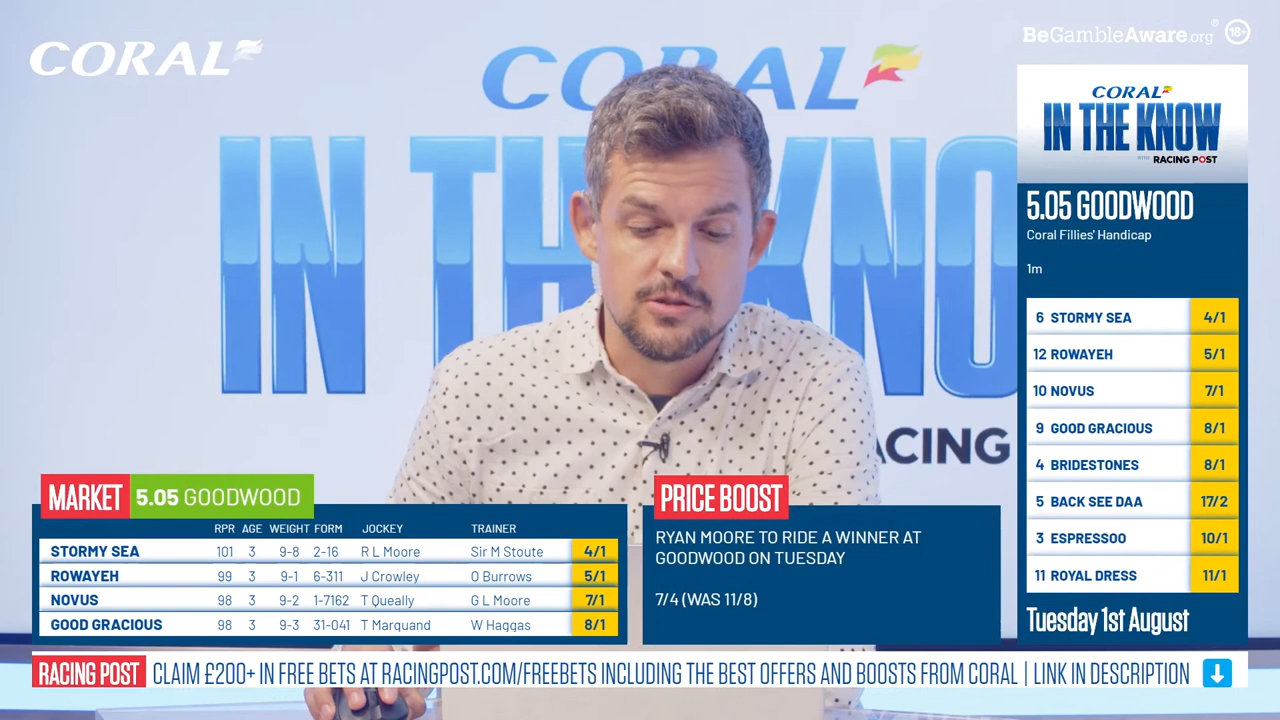 CORAL
BeGambleAware.org® 18+
CORAL
IN THE KNO
ACING
CORAL
IN THE KNOW
WITH RACING POST
5.05 GOODWOOD
Coral Fillies' Handicap
1m
6 STORMY SEA 4/1
12 ROWAYEH 5/1
10 NOVUS 7/1
9 GOOD GRACIOUS 8/1
4 BRIDESTONES 8/1
5 BACK SEE DAA 17/2
3 ESPRESSOO 10/1
11 ROYAL DRESS 11/1
Tuesday 1st August
MARKET 5.05 GOODWOOD
RPR AGE WEIGHT FORM JOCKEY TRAINER
STORMY SEA 101 3 9-8 2-16 R L Moore Sir M Stoute 4/1
ROWAYEH 99 3 9-1 6-311 J Crowley O Burrows 5/1
NOVUS 98 3 9-2 1-7162 T Queally G L Moore 7/1
GOOD GRACIOUS 98 3 9-3 31-041 T Marquand W Haggas 8/1
PRICE BOOST
RYAN MOORE TO RIDE A WINNER AT
GOODWOOD ON TUESDAY
7/4 (WAS 11/8)
RACING POST CLAIM £200+ IN FREE BETS AT RACINGPOST.COM/FREEBETS INCLUDING THE BEST OFFERS AND BOOSTS FROM CORAL | LINK IN DESCRIPTION